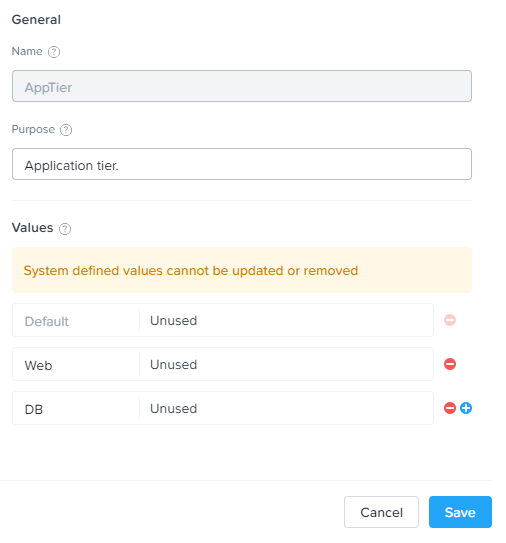 General
Name ?
AppTier
Purpose ?
Application tier.
Values ?
System defined values cannot be updated or removed
Default Unused
Web Unused
DB Unused
Cancel Save